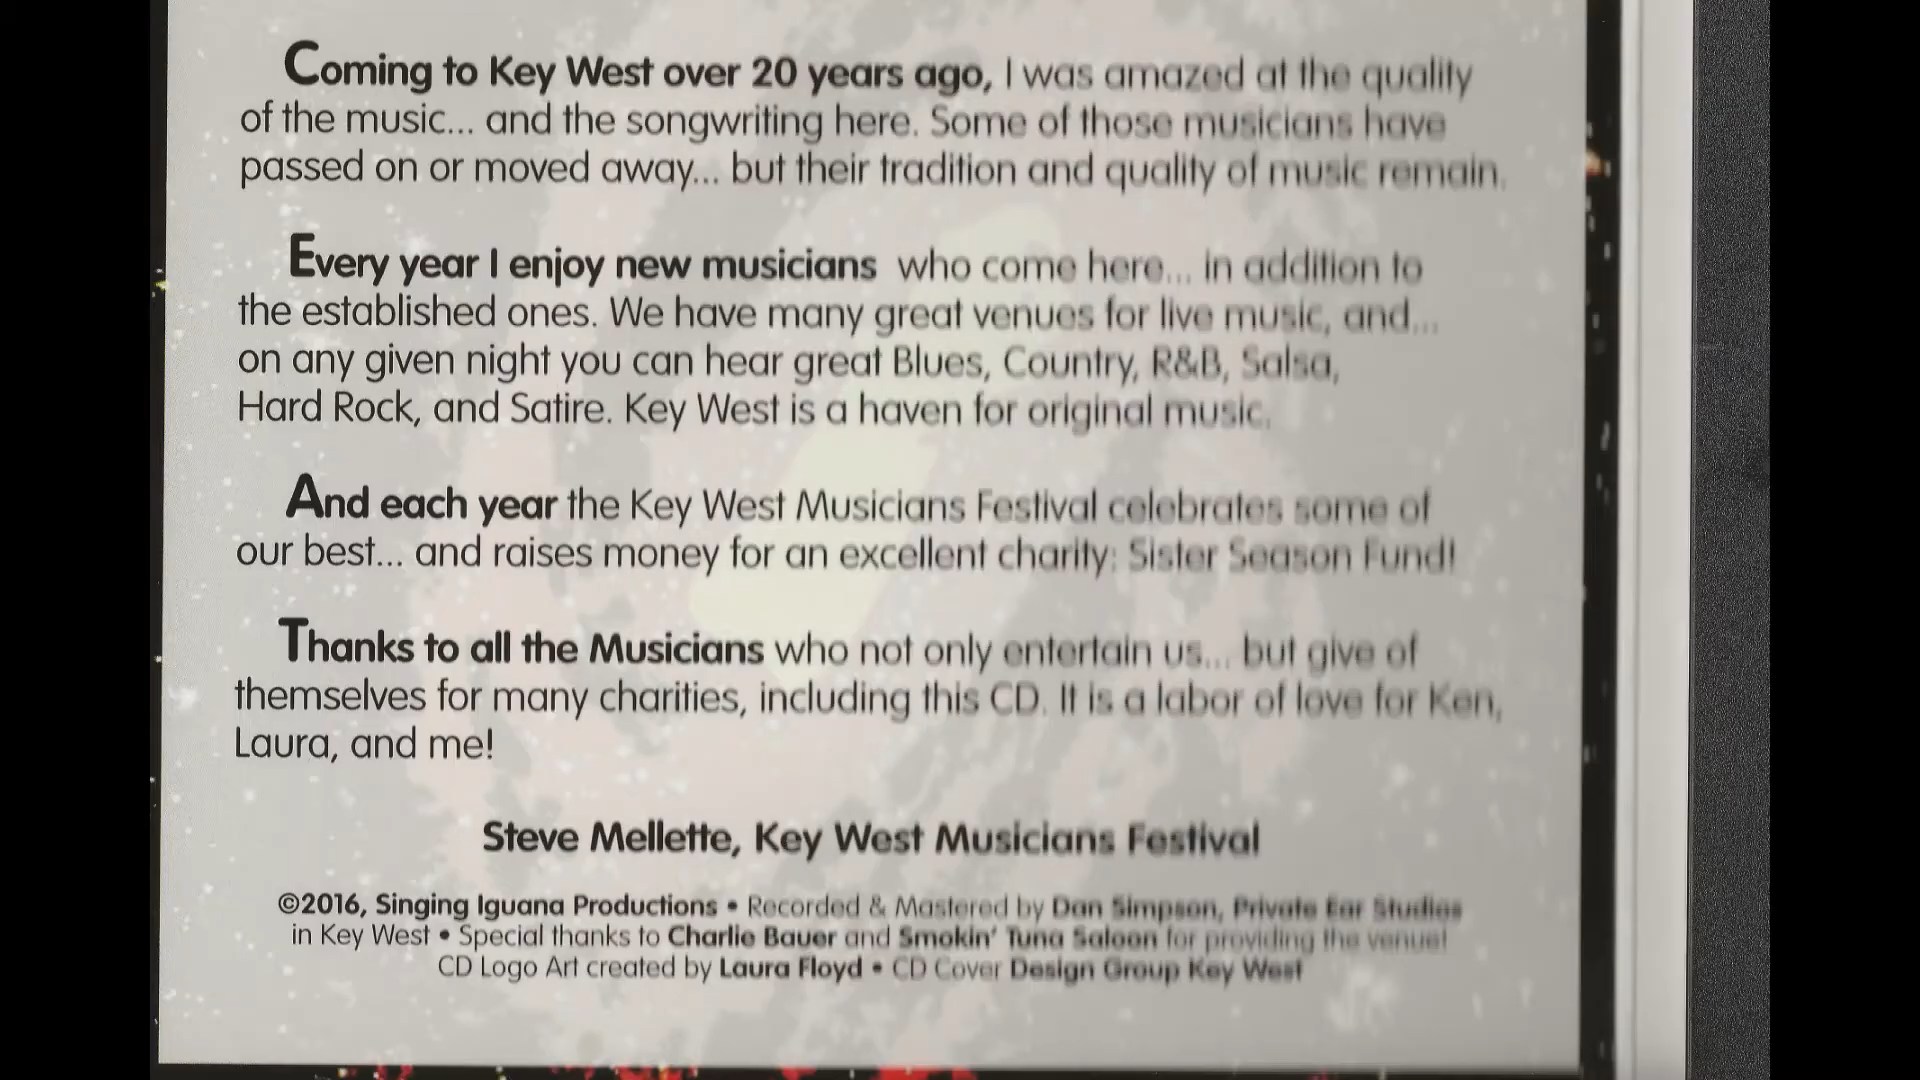 Coming to Key West over 20 years ago, I was amazed at the quality
of the music... and the songwriting here. Some of those musicians have
passed on or moved away... but their tradition and quality of music remain.
Every year I enjoy new musicians who come here... in addition to
the established ones. We have many great venues for live music, and...
on any given night you can hear great Blues, Country, R&B, Salsa,
Hard Rock, and Satire. Key West is a haven for original music.
And each year the Key West Musicians Festival celebrates some of
our best... and raises money for an excellent charity: Sister Season Fund!
Thanks to all the Musicians who not only entertain us... but give of
themselves for many charities, including this CD. It is a labor of love for Ken,
Laura, and me!
Steve Mellette, Key West Musicians Festival
©2016, Singing Iguana Productions • Recorded & Mastered by Dan Simpson, Private Ear Studios
in Key West • Special thanks to Charlie Bauer and Smokin' Tuna Saloon for providing the venue!
CD Logo Art created by Laura Floyd • CD Cover Design Group Key West